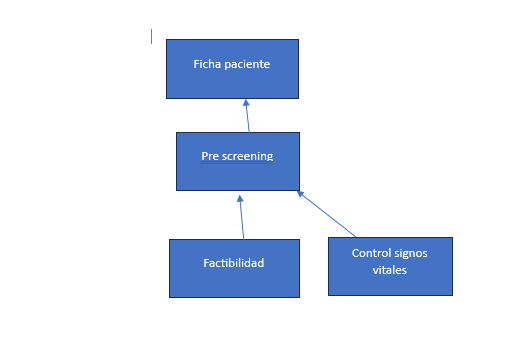 Ficha paciente
Pre screening
Factibilidad
Control signos
vitales